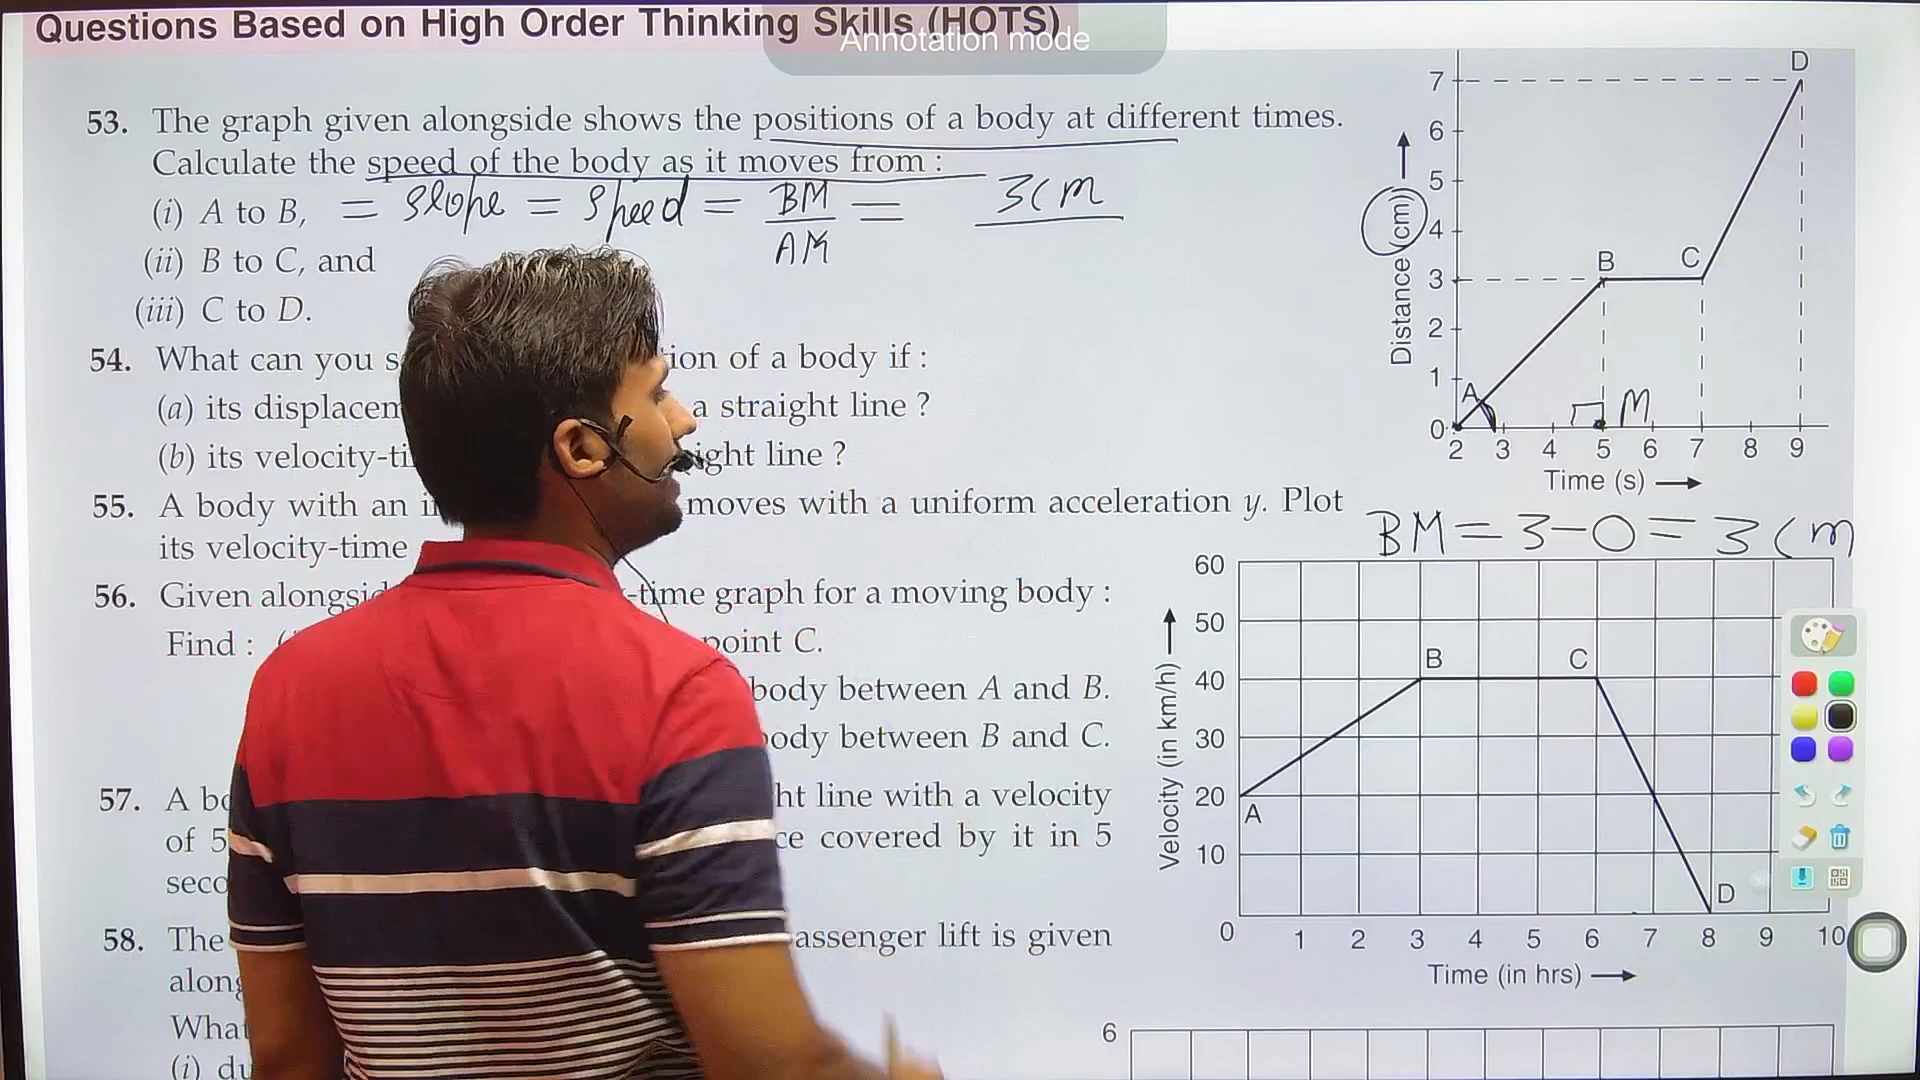 Questions Based on High Order Thinking Skills (HOTS)
Annotation mode
53. The graph given alongside shows the positions of a body at different times.
Calculate the speed of the body as it moves from :
(i) A to B, = slope = speed = BM/AM = 3cm
(ii) B to C, and
(iii) C to D.
54. What can you s ion of a body if :
(a) its displacem a straight line ?
(b) its velocity-ti ight line ?
55. A body with an i moves with a uniform acceleration y. Plot
its velocity-time
56. Given alongsid -time graph for a moving body :
Find : ( point C.
body between A and B.
body between B and C.
57. A bo ht line with a velocity
of 5 ce covered by it in 5
seco
58. The assenger lift is given
along
What
(i) du
D
7
6
5
4
3
2
1
0
B
C
A
M
2 3 4 5 6 7 8 9
Distance (cm)
Time (s)
BM = 3 - 0 = 3 cm
60
50
40
30
20
10
0
B
C
A
D
1 2 3 4 5 6 7 8 9 10
Velocity (in km/h)
Time (in hrs)
6